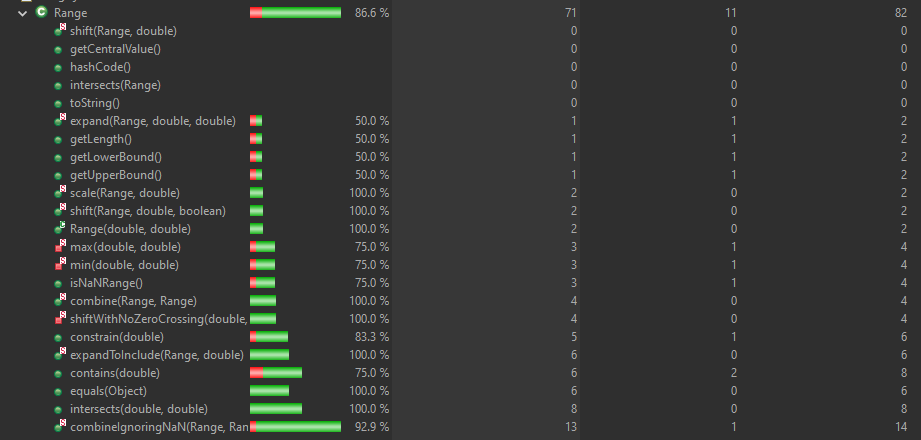 Range 86.6 % 71 11 82
shift(Range, double) 0 0 0
getCentralValue() 0 0 0
hashCode() 0 0 0
intersects(Range) 0 0 0
toString() 0 0 0
expand(Range, double, double) 50.0 % 1 1 2
getLength() 50.0 % 1 1 2
getLowerBound() 50.0 % 1 1 2
getUpperBound() 50.0 % 1 1 2
scale(Range, double) 100.0 % 2 0 2
shift(Range, double, boolean) 100.0 % 2 0 2
Range(double, double) 100.0 % 2 0 2
max(double, double) 75.0 % 3 1 4
min(double, double) 75.0 % 3 1 4
isNaNRange() 75.0 % 3 1 4
combine(Range, Range) 100.0 % 4 0 4
shiftWithNoZeroCrossing(double, 100.0 % 4 0 4
constrain(double) 83.3 % 5 1 6
expandToInclude(Range, double) 100.0 % 6 0 6
contains(double) 75.0 % 6 2 8
equals(Object) 100.0 % 6 0 6
intersects(double, double) 100.0 % 8 0 8
combineIgnoringNaN(Range, Ran 92.9 % 13 1 14